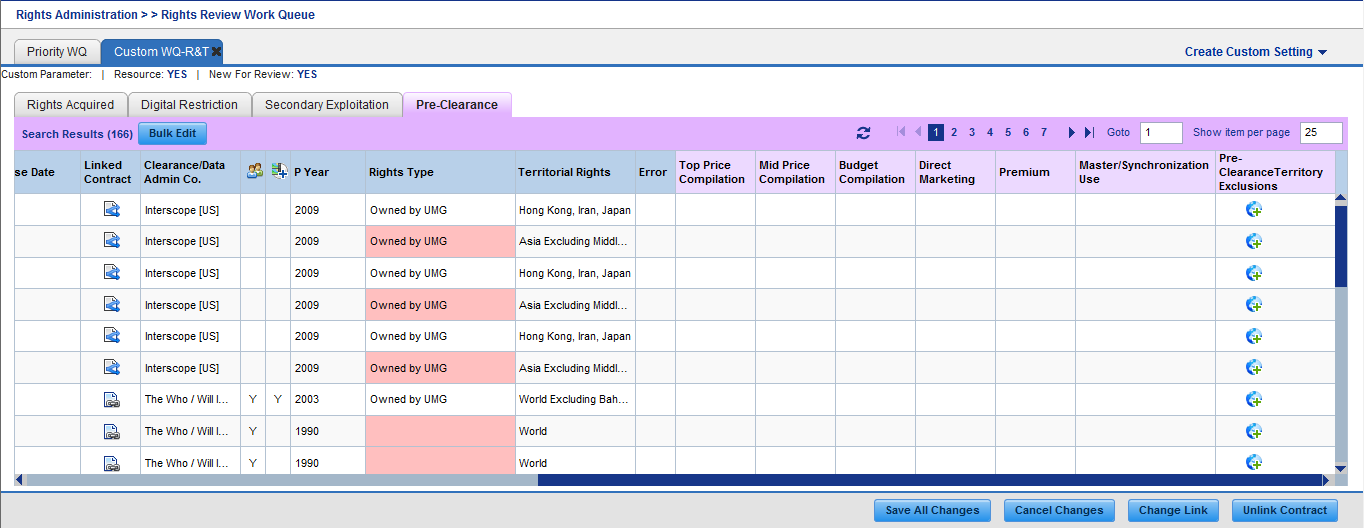 Rights Administration > > Rights Review Work Queue
Priority WQ Custom WQ-R&T Create Custom Setting
Custom Parameter: | Resource: YES | New For Review: YES
Rights Acquired Digital Restriction Secondary Exploitation Pre-Clearance
Search Results (166) Bulk Edit 1 2 3 4 5 6 7 Goto 1 Show item per page 25
se Date Linked Contract Clearance/Data Admin Co. P Year Rights Type Territorial Rights Error Top Price Compilation Mid Price Compilation Budget Compilation Direct Marketing Premium Master/Synchronization Use Pre-ClearanceTerritory Exclusions
Interscope [US] 2009 Owned by UMG Hong Kong, Iran, Japan
Interscope [US] 2009 Owned by UMG Asia Excluding Middl...
Interscope [US] 2009 Owned by UMG Hong Kong, Iran, Japan
Interscope [US] 2009 Owned by UMG Asia Excluding Middl...
Interscope [US] 2009 Owned by UMG Hong Kong, Iran, Japan
Interscope [US] 2009 Owned by UMG Asia Excluding Middl...
The Who / Will I... Y Y 2003 Owned by UMG World Excluding Bah...
The Who / Will I... Y 1990 World
The Who / Will I... Y 1990 World
Save All Changes Cancel Changes Change Link Unlink Contract